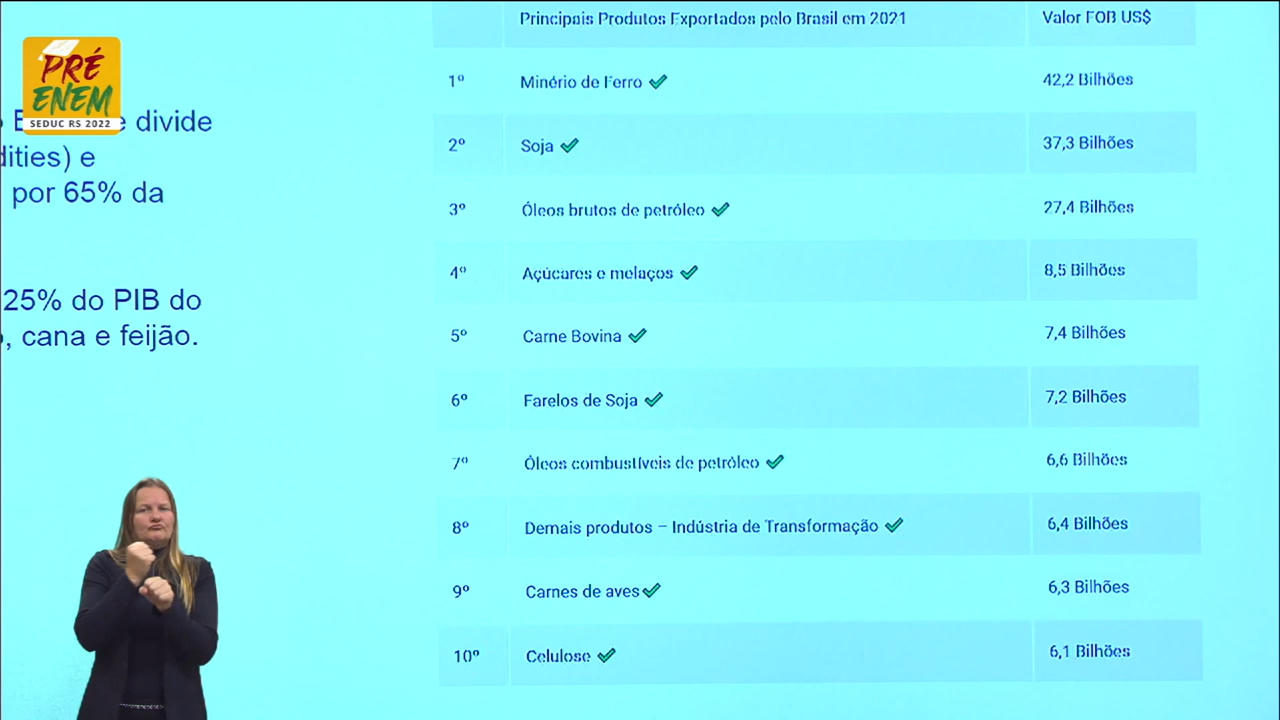 PRÉ
ENEM
SEDUC RS 2022
divide
dities) e
por 65% da
25% do PIB do
, cana e feijão.
Principais Produtos Exportados pelo Brasil em 2021 Valor FOB US$
1º Minério de Ferro 42,2 Bilhões
2º Soja 37,3 Bilhões
3º Óleos brutos de petróleo 27,4 Bilhões
4º Açúcares e melaços 8,5 Bilhões
5º Carne Bovina 7,4 Bilhões
6º Farelos de Soja 7,2 Bilhões
7º Óleos combustíveis de petróleo 6,6 Bilhões
8º Demais produtos – Indústria de Transformação 6,4 Bilhões
9º Carnes de aves 6,3 Bilhões
10º Celulose 6,1 Bilhões